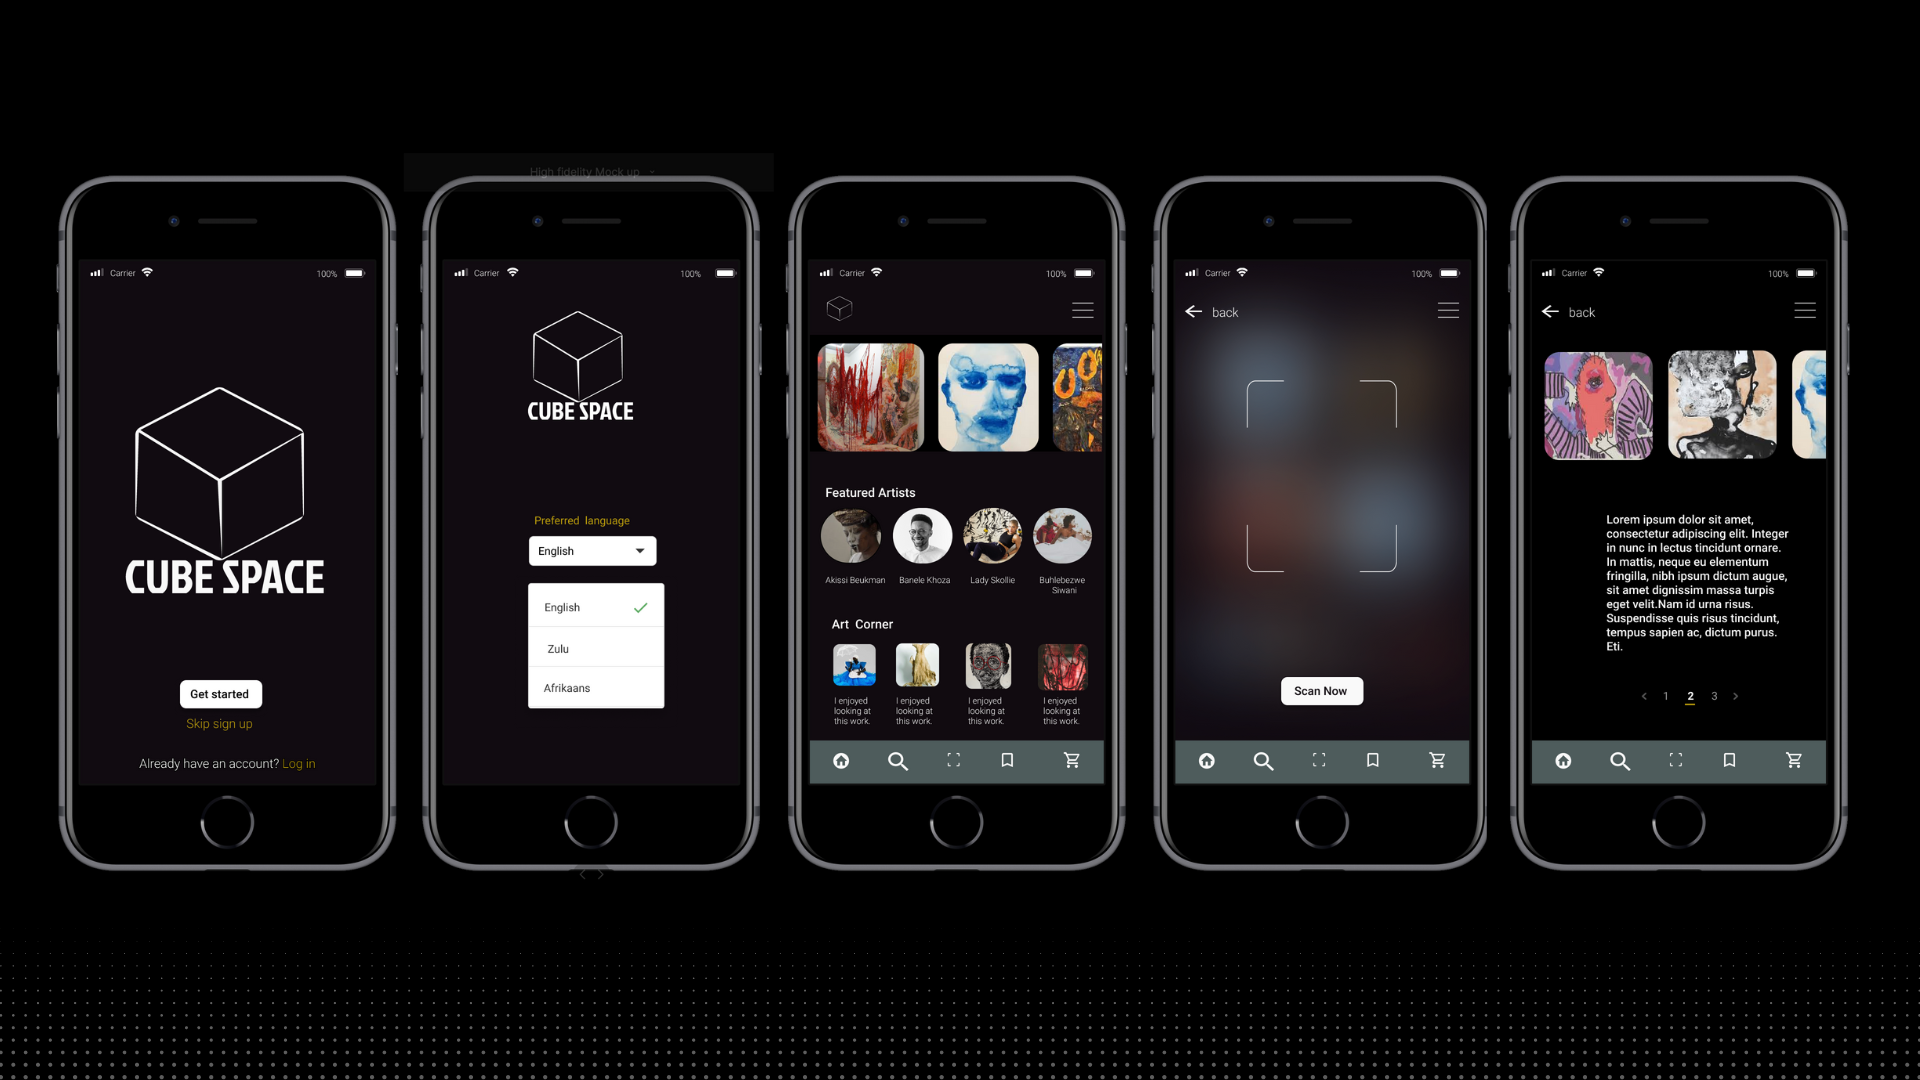 High fidelity Mock up
Carrier 100%
CUBE SPACE
Get started
Skip sign up
Already have an account? Log in
Carrier 100%
CUBE SPACE
Preferred language
English
English
Zulu
Afrikaans
Carrier 100%
Featured Artists
Akissi Beukman
Banele Khoza
Lady Skollie
Buhlebezwe
Siwani
Art Corner
I enjoyed
looking at
this work.
I enjoyed
looking at
this work.
I enjoyed
looking at
this work.
I enjoyed
looking at
this work.
Carrier 100%
back
Scan Now
Carrier 100%
back
Lorem ipsum dolor sit amet,
consectetur adipiscing elit. Integer
in nunc in lectus tincidunt ornare.
In mattis, neque eu elementum
fringilla, nibh ipsum dictum augue,
sit amet dignissim massa turpis
eget velit.Nam id urna risus.
Suspendisse quis risus tincidunt,
tempus sapien ac, dictum purus.
Eti.
< 1 2 3 >